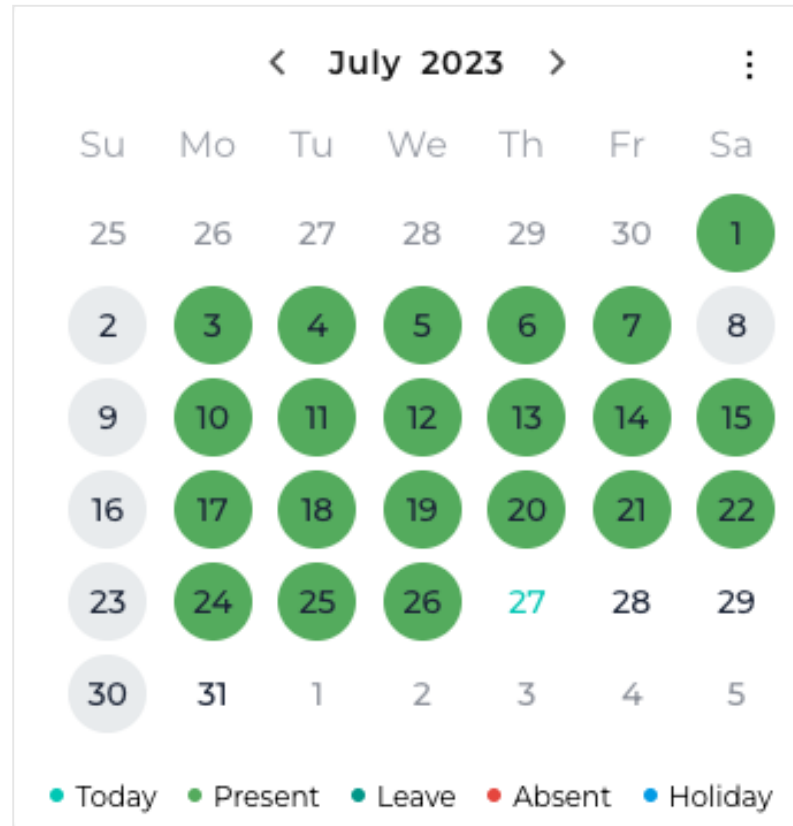 July 2023
Su Mo Tu We Th Fr Sa
25 26 27 28 29 30 1
2 3 4 5 6 7 8
9 10 11 12 13 14 15
16 17 18 19 20 21 22
23 24 25 26 27 28 29
30 31 1 2 3 4 5
Today Present Leave Absent Holiday